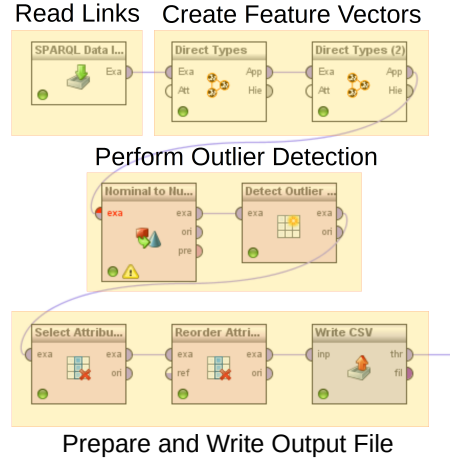 Read Links
Create Feature Vectors
SPARQL Data I...
Exa
Direct Types
Exa App
Att Hie
Direct Types (2)
Exa App
Att Hie
Perform Outlier Detection
Nominal to Nu...
exa exa
ori
pre
Detect Outlier ...
exa exa
ori
Select Attribu...
exa exa
ori
Reorder Attri...
exa exa
ref ori
Write CSV
inp thr
fil
Prepare and Write Output File